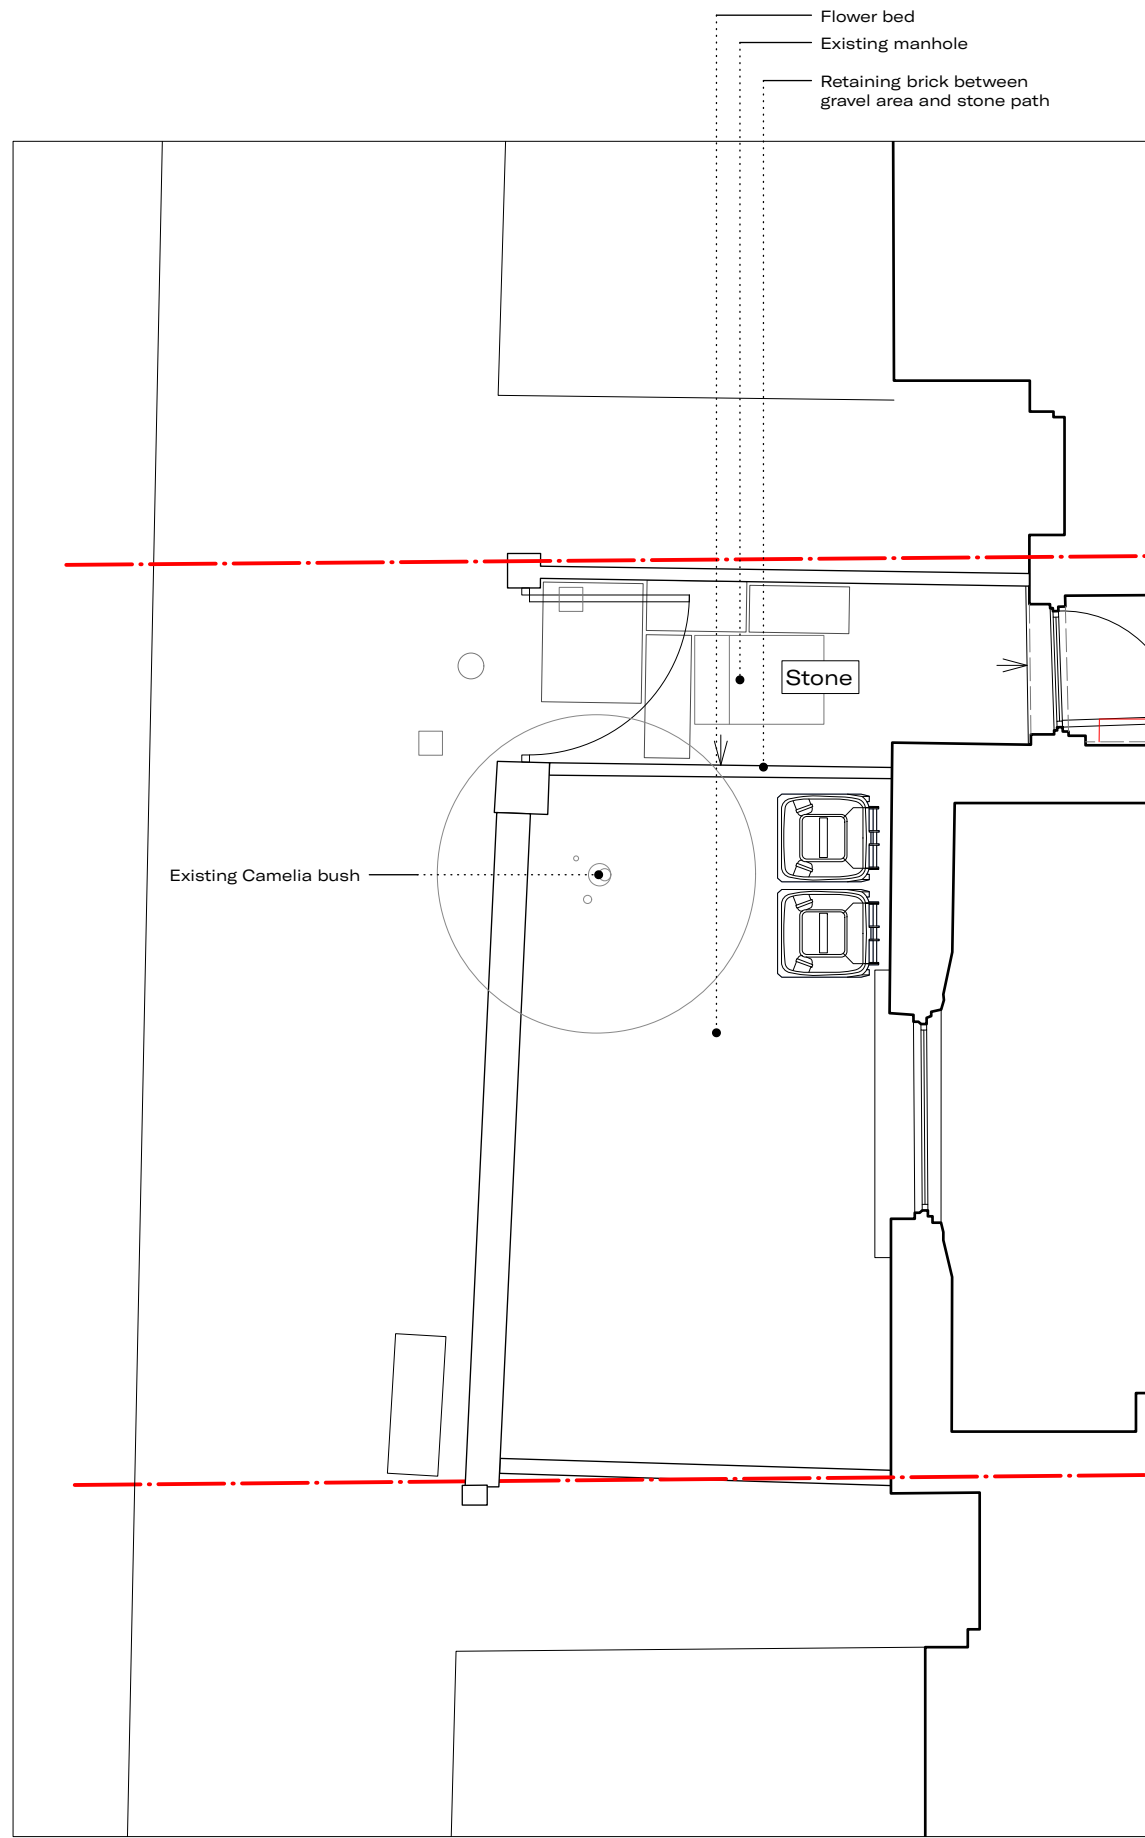 Flower bed
Existing manhole
Retaining brick between
gravel area and stone path
Stone
Existing Camelia bush